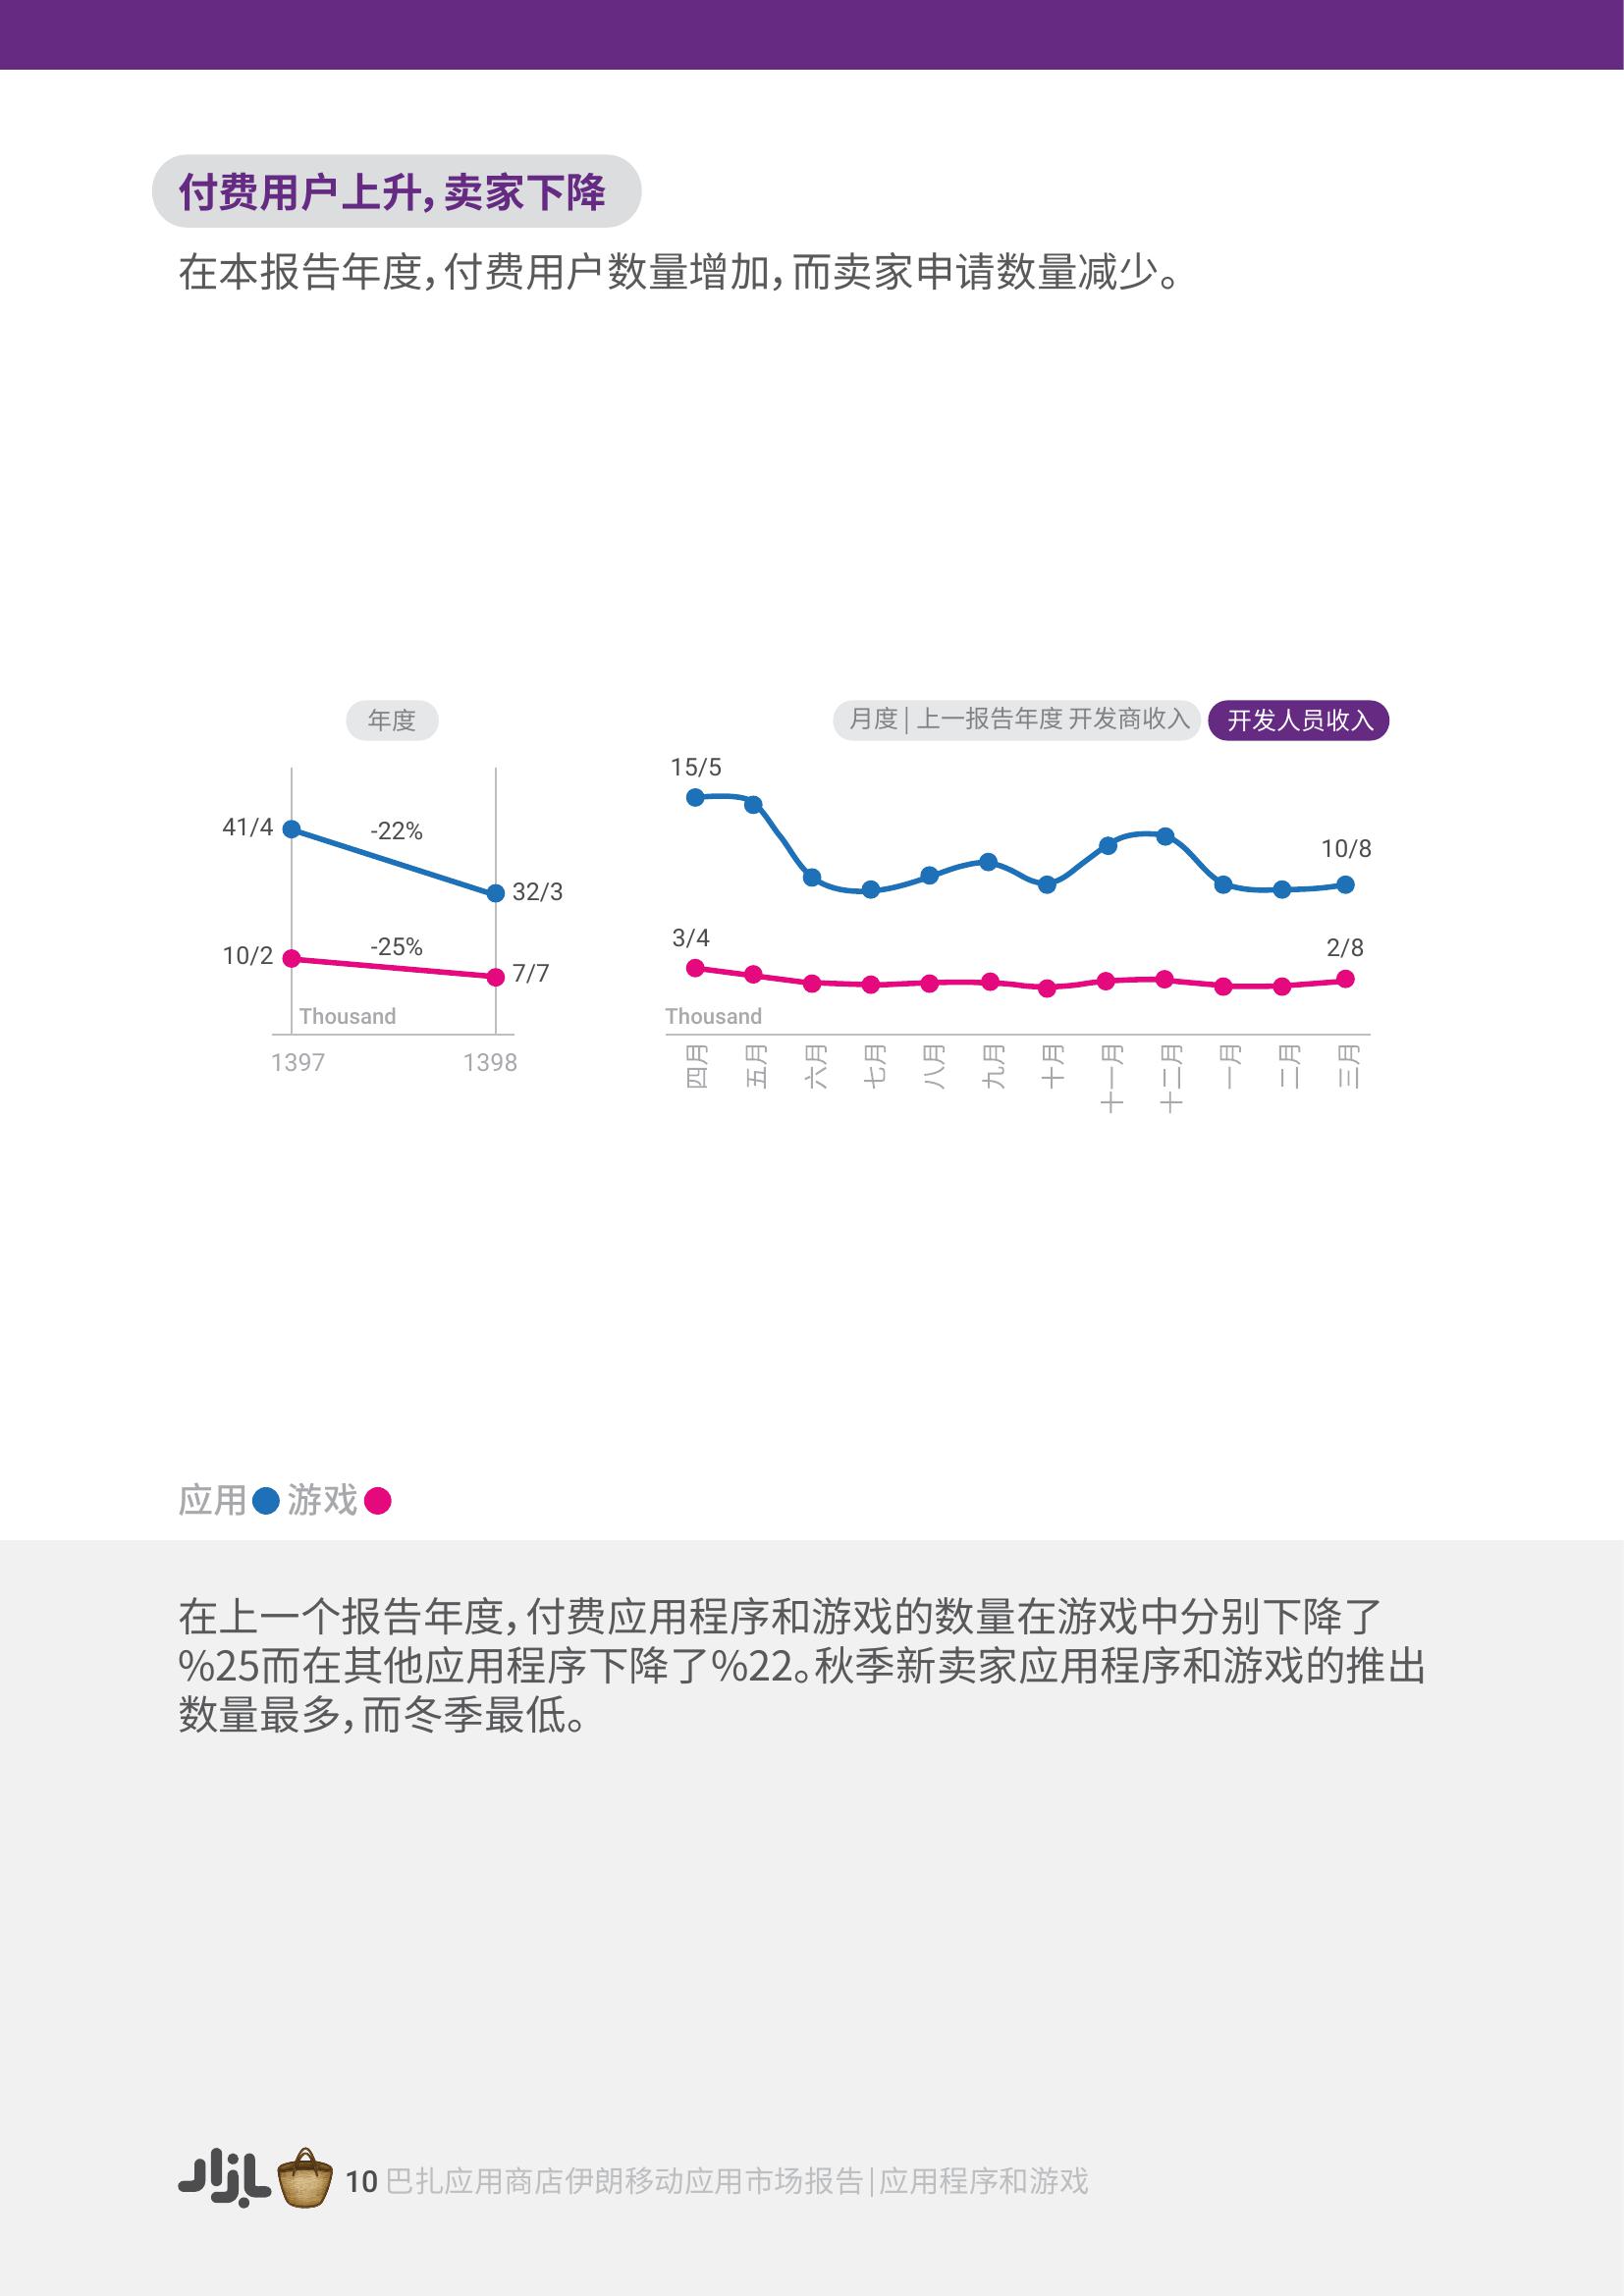 付费用户上升，卖家下降
在本报告年度，付费用户数量增加，而卖家申请数量减少。
年度
月度 | 上一报告年度 开发商收入
开发人员收入
41/4
-22%
32/3
10/2
-25%
7/7
Thousand
1397
1398
15/5
10/8
3/4
2/8
Thousand
四月
五月
六月
七月
八月
九月
十月
十一月
十二月
一月
二月
三月
应用 游戏
在上一个报告年度，付费应用程序和游戏的数量在游戏中分别下降了
%25而在其他应用程序下降了%22。秋季新卖家应用程序和游戏的推出
数量最多，而冬季最低。
بازار
10 巴扎应用商店伊朗移动应用市场报告|应用程序和游戏